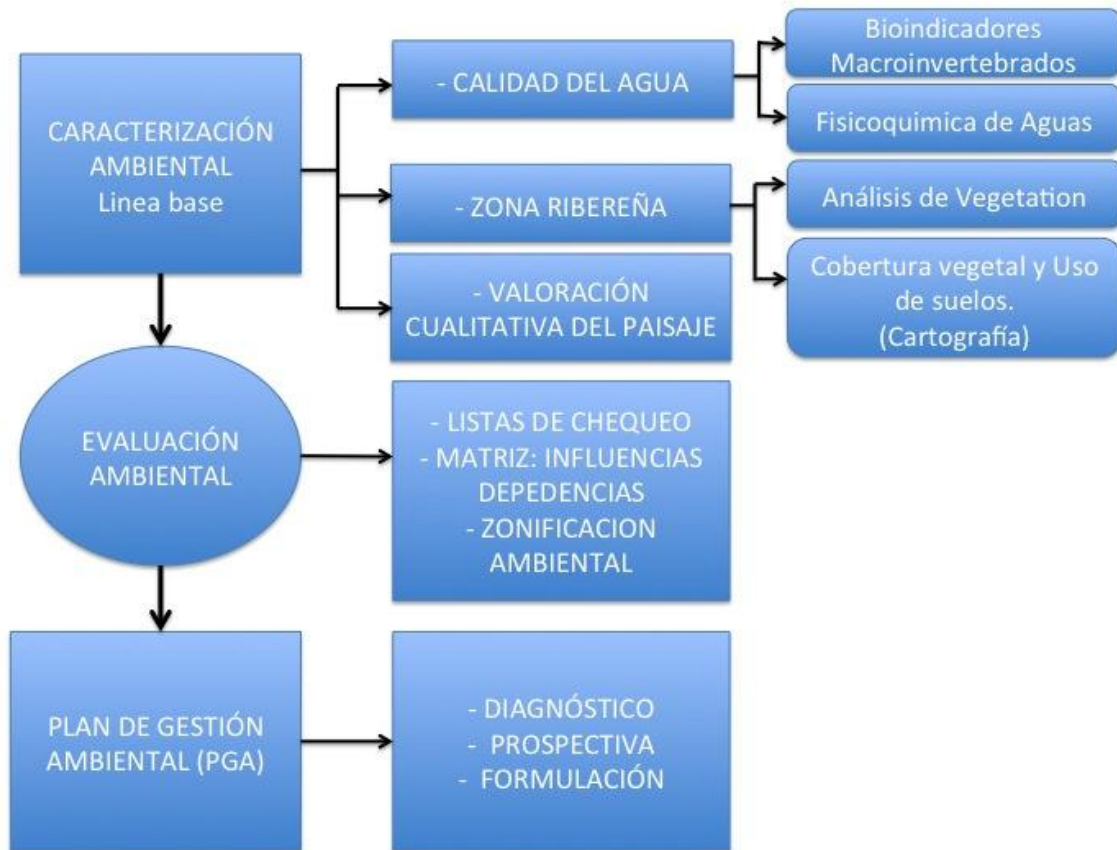 CARACTERIZACIÓN
AMBIENTAL
Linea base
- CALIDAD DEL AGUA
Bioindicadores
Macroinvertebrados
Fisicoquimica de Aguas
- ZONA RIBEREÑA
Análisis de Vegetation
Cobertura vegetal y Uso
de suelos.
(Cartografía)
- VALORACIÓN
CUALITATIVA DEL PAISAJE
EVALUACIÓN
AMBIENTAL
- LISTAS DE CHEQUEO
- MATRIZ: INFLUENCIAS
DEPEDENCIAS
- ZONIFICACION
AMBIENTAL
PLAN DE GESTIÓN
AMBIENTAL (PGA)
- DIAGNÓSTICO
- PROSPECTIVA
- FORMULACIÓN